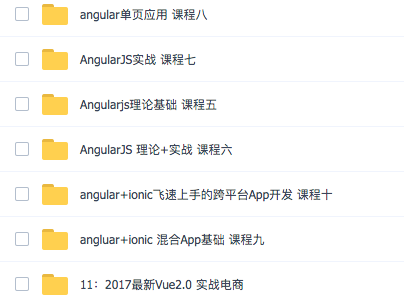 angular单页应用 课程八
AngularJS实战 课程七
Angularjs理论基础 课程五
AngularJS 理论+实战 课程六
angular+ionic飞速上手的跨平台App开发 课程十
angluar+ionic 混合App基础 课程九
11：2017最新Vue2.0 实战电商